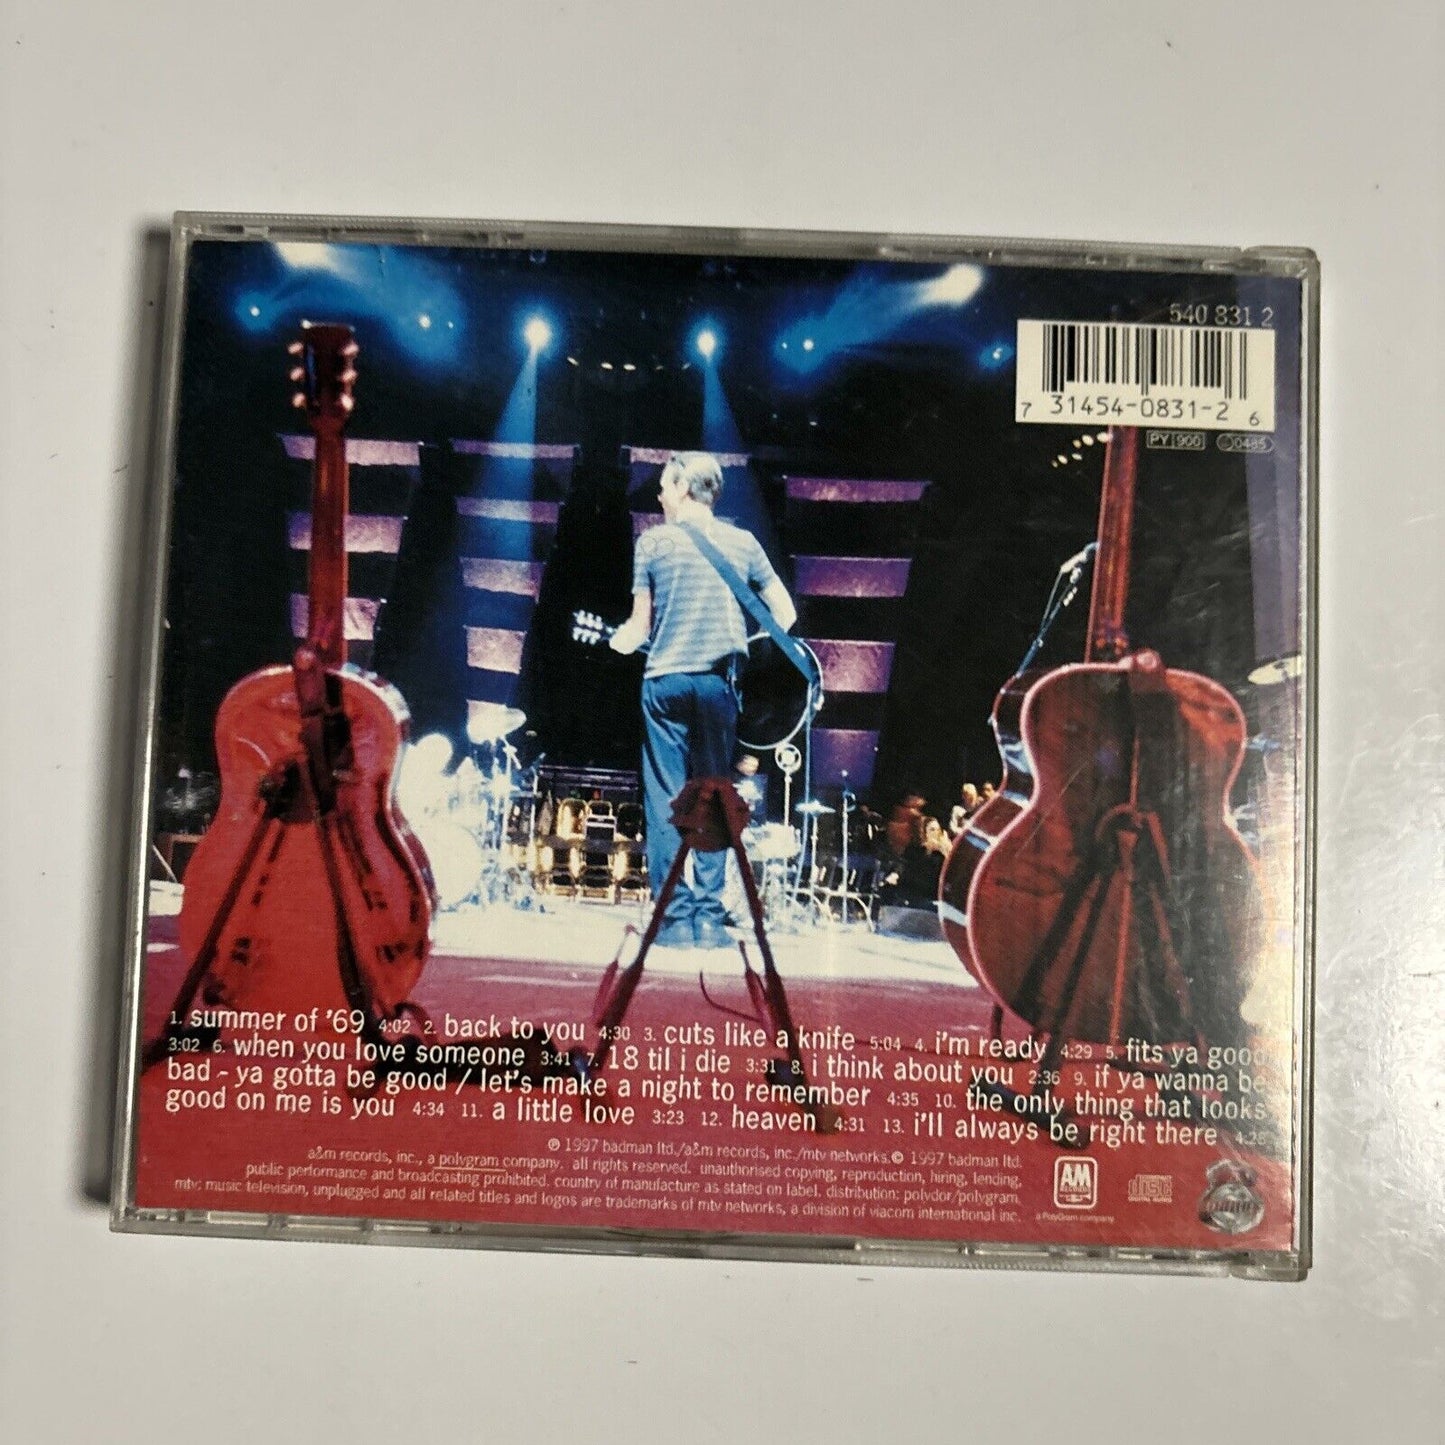 540 831 2
7 31454-0831-2 6
PY 900 0485
1. summer of '69 4:02 2. back to you 4:30 3. cuts like a knife 5:04 4. i'm ready 4:29 5. fits ya good
3:02 6. when you love someone 3:41 7. 18 til i die 3:31 8. i think about you 2:36 9. if ya wanna be
bad - ya gotta be good / let's make a night to remember 4:35 10. the only thing that looks
good on me is you 4:34 11. a little love 3:23 12. heaven 4:31 13. i'll always be right there 4:28
℗ 1997 badman ltd./a&m records, inc./mtv networks.© 1997 badman ltd.
a&m records, inc., a polygram company. all rights reserved. unauthorised copying, reproduction, hiring, lending,
public performance and broadcasting prohibited. country of manufacture as stated on label. distribution: polydor/polygram.
mtv: music television, unplugged and all related titles and logos are trademarks of mtv networks, a division of viacom international inc.
AM
a PolyGram company
disc
DIGITAL AUDIO